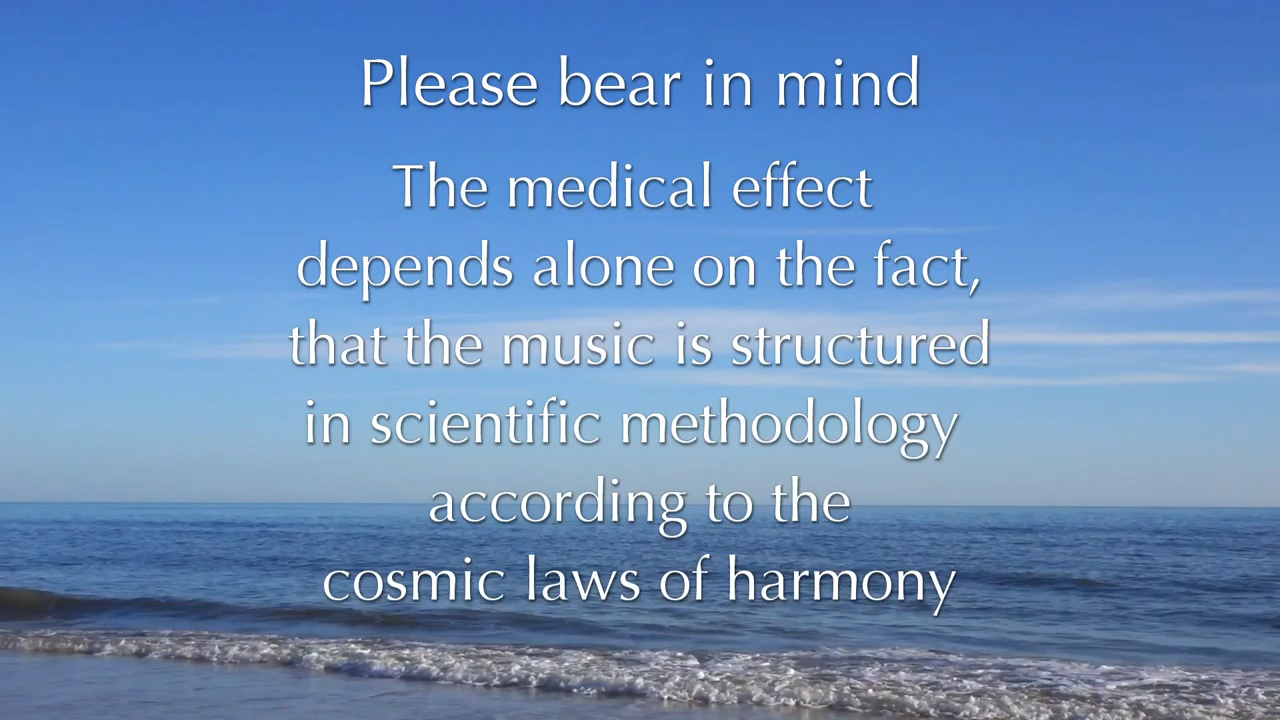 Please bear in mind
The medical effect
depends alone on the fact,
that the music is structured
in scientific methodology
according to the
cosmic laws of harmony